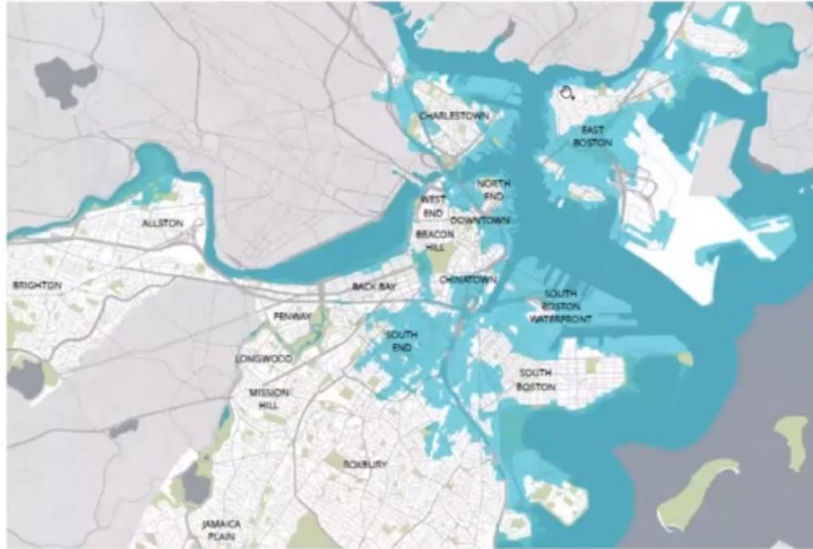 CHARLESTOWN
EAST
BOSTON
NORTH
END
WEST
END
DOWNTOWN
ALLSTON
BEACON
HILL
CHINATOWN
BRIGHTON
BACK BAY
SOUTH
BOSTON
WATERFRONT
FENWAY
SOUTH
END
LONGWOOD
SOUTH
BOSTON
MISSION
HILL
ROXBURY
JAMAICA
PLAIN